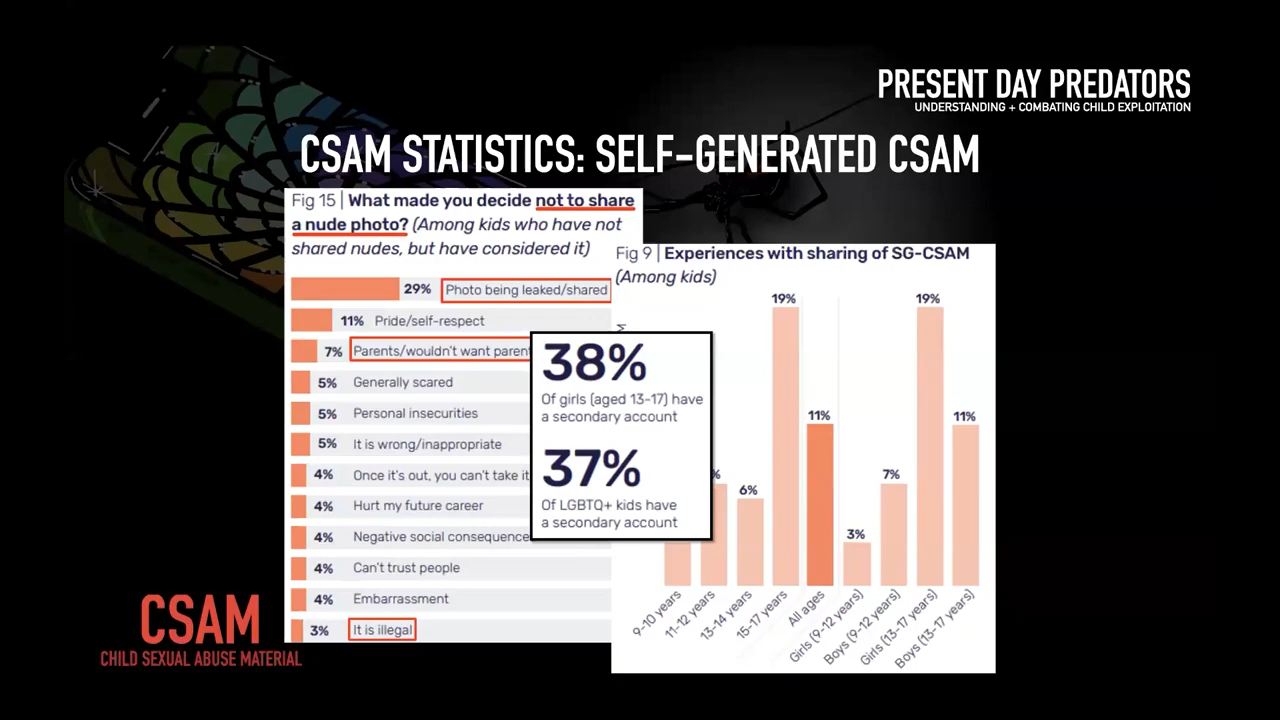 PRESENT DAY PREDATORS
UNDERSTANDING + COMBATING CHILD EXPLOITATION
CSAM STATISTICS: SELF-GENERATED CSAM
Fig 15 | What made you decide not to share
a nude photo? (Among kids who have not
shared nudes, but have considered it)
29% Photo being leaked/shared
11% Pride/self-respect
7% Parents/wouldn't want
5% Generally scared
5% Personal insecurities
5% It is wrong/inappropriate
4% Once it's out, you can't take it
4% Hurt my future career
4% Negative social consequence
4% Can't trust people
4% Embarrassment
3% It is illegal
38%
Of girls (aged 13-17) have
a secondary account
37%
Of LGBTQ+ kids have
a secondary account
Fig 9 | Experiences with sharing of SG-CSAM
(Among kids)
% 6% 19% 11% 3% 7% 19% 11%
9-10 years
11-12 years
13-14 years
15-17 years
All ages
Girls (9-12 years)
Boys (9-12 years)
Girls (13-17 years)
Boys (13-17 years)
CSAM
CHILD SEXUAL ABUSE MATERIAL